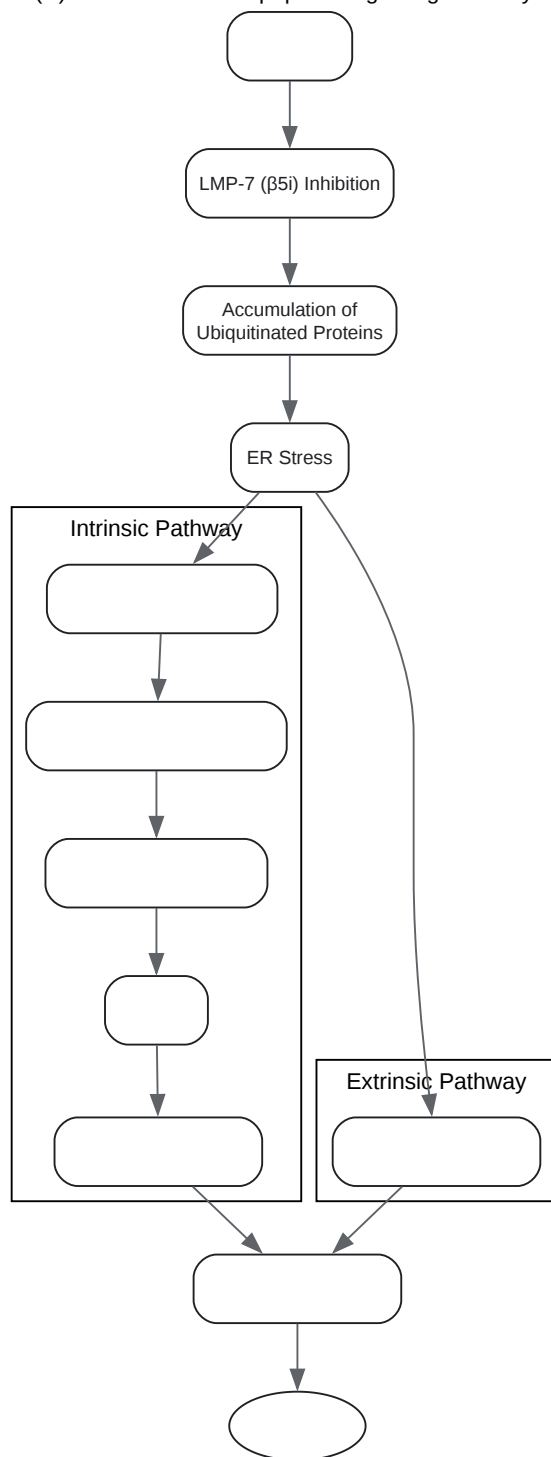 LMP-7 (β5i) Inhibition
Accumulation of
Ubiquitinated Proteins
ER Stress
Intrinsic Pathway
Extrinsic Pathway